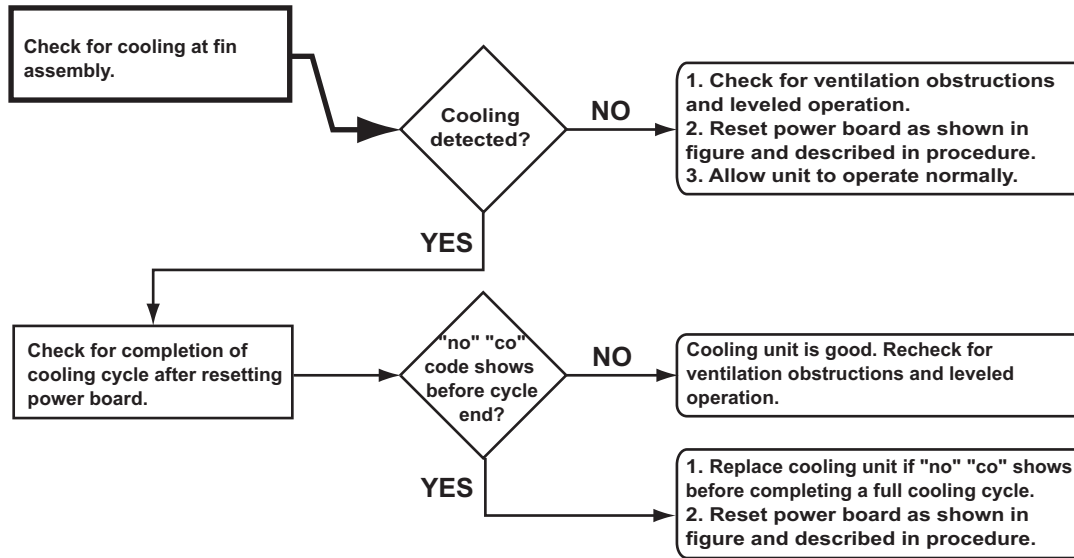 Check for cooling at fin
assembly.
Cooling
detected?
NO
1. Check for ventilation obstructions
and leveled operation.
2. Reset power board as shown in
figure and described in procedure.
3. Allow unit to operate normally.
YES
Check for completion of
cooling cycle after resetting
power board.
"no" "co"
code shows
before cycle
end?
NO
Cooling unit is good. Recheck for
ventilation obstructions and leveled
operation.
YES
1. Replace cooling unit if "no" "co" shows
before completing a full cooling cycle.
2. Reset power board as shown in
figure and described in procedure.